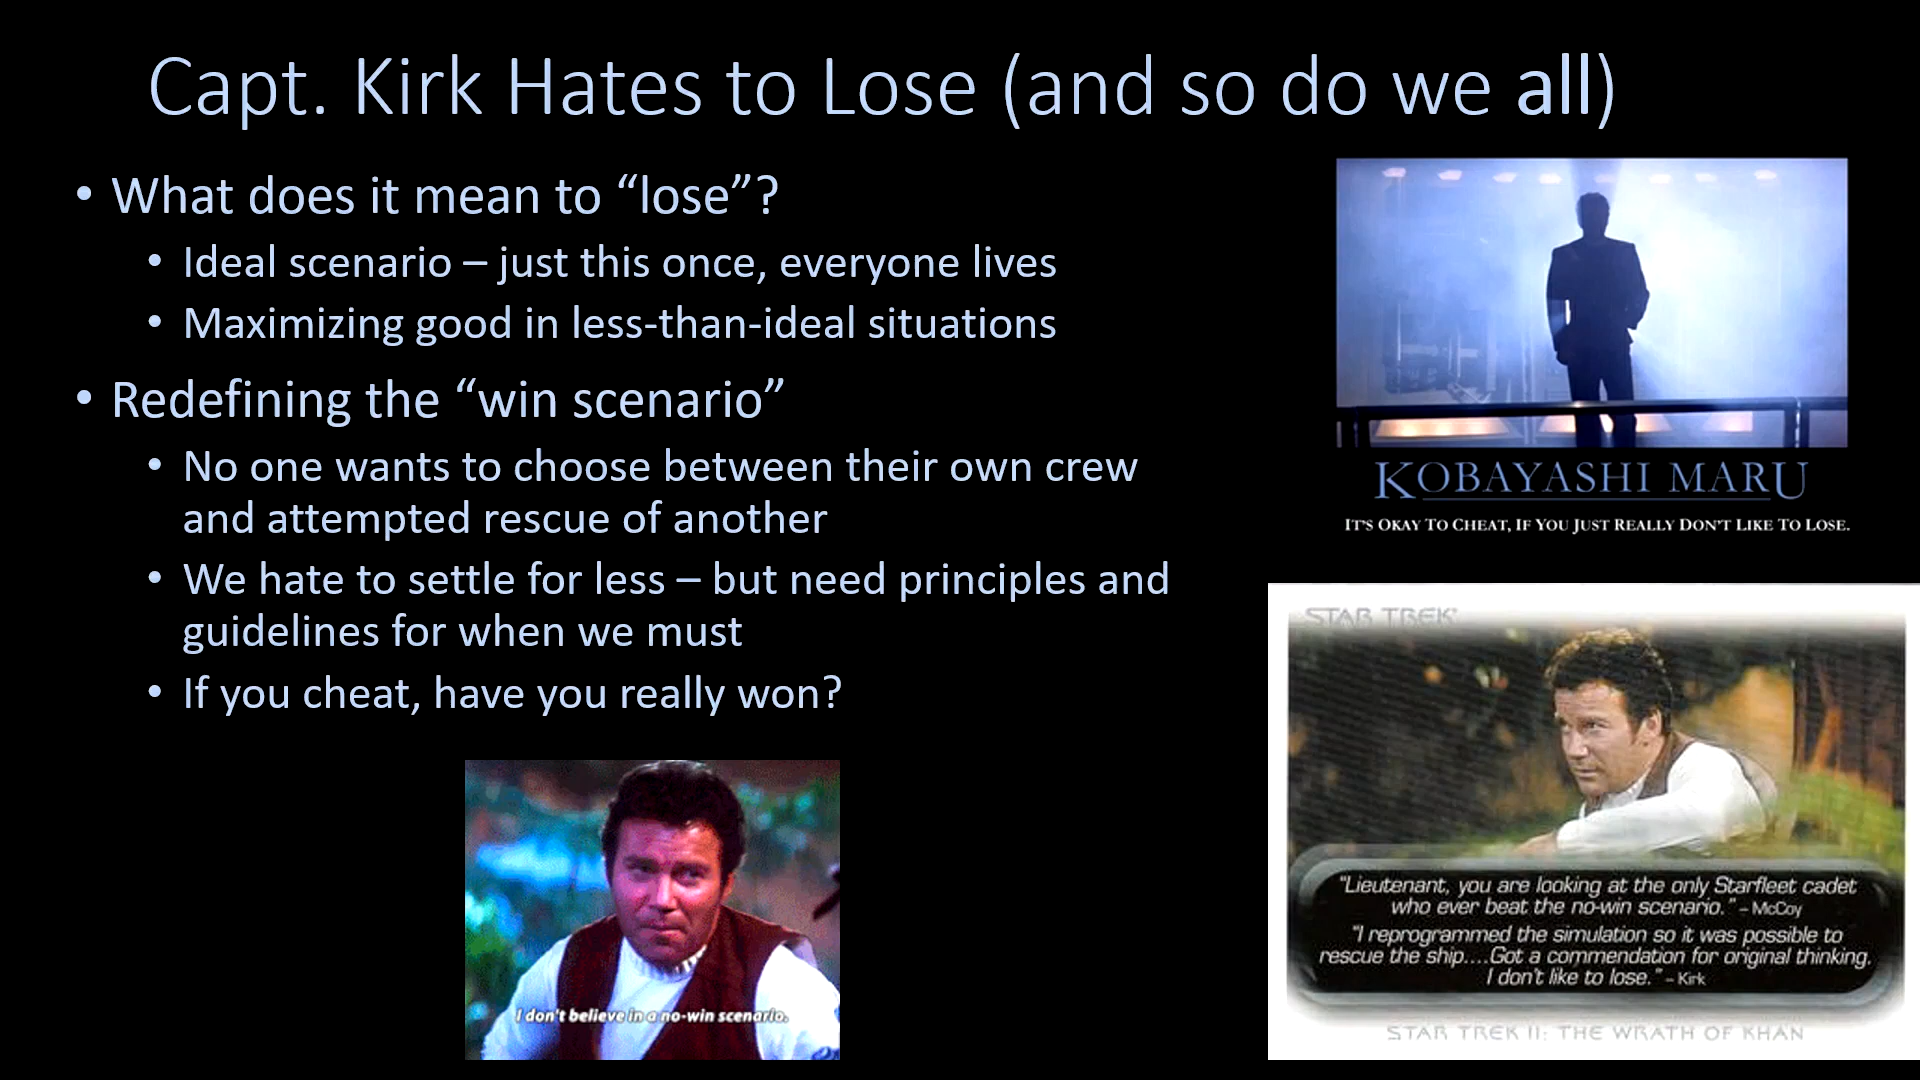 Capt. Kirk Hates to Lose (and so do we all)
• What does it mean to “lose”?
• Ideal scenario – just this once, everyone lives
• Maximizing good in less-than-ideal situations
• Redefining the “win scenario”
• No one wants to choose between their own crew
and attempted rescue of another
• We hate to settle for less – but need principles and
guidelines for when we must
• If you cheat, have you really won?
I don't believe in a no-win scenario.
KOBAYASHI MARU
IT'S OKAY TO CHEAT, IF YOU JUST REALLY DON'T LIKE TO LOSE.
STAR TREK
"Lieutenant, you are looking at the only Starfleet cadet
who ever beat the no-win scenario." – McCoy
"I reprogrammed the simulation so it was possible to
rescue the ship....Got a commendation for original thinking.
I don't like to lose." – Kirk
STAR TREK II: THE WRATH OF KHAN